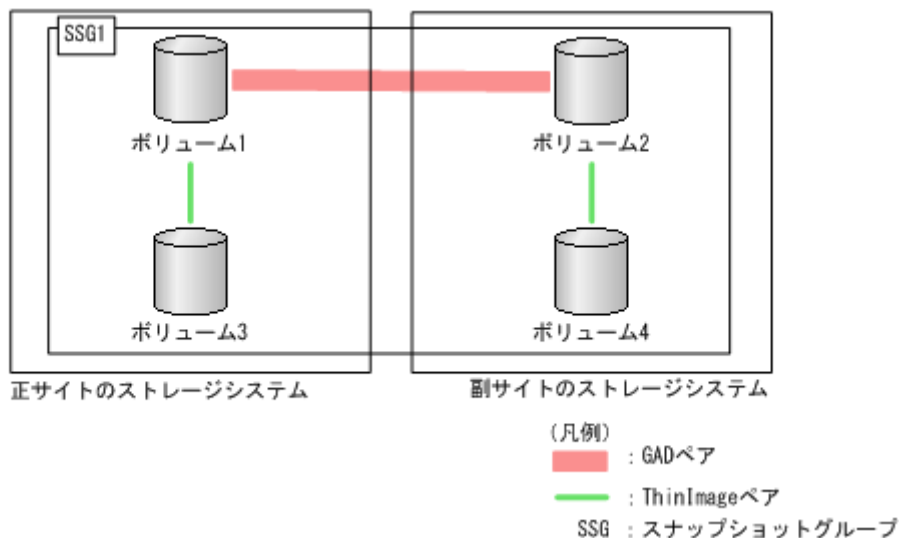 SSG1
ボリューム1
ボリューム2
ボリューム3
ボリューム4
正サイトのストレージシステム
副サイトのストレージシステム
(凡例)
: GADペア
: ThinImageペア
SSG : スナップショットグループ